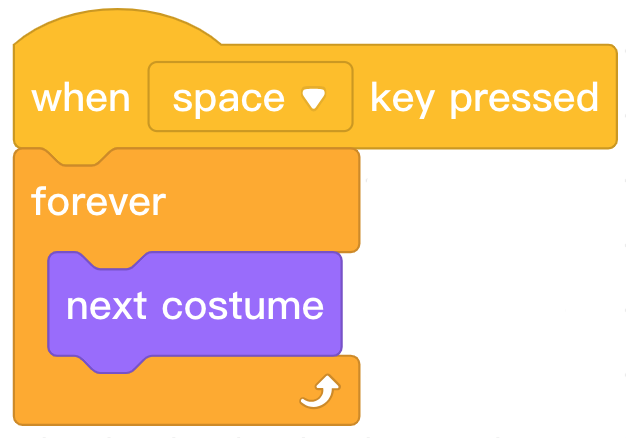 when space key pressed
forever
next costume